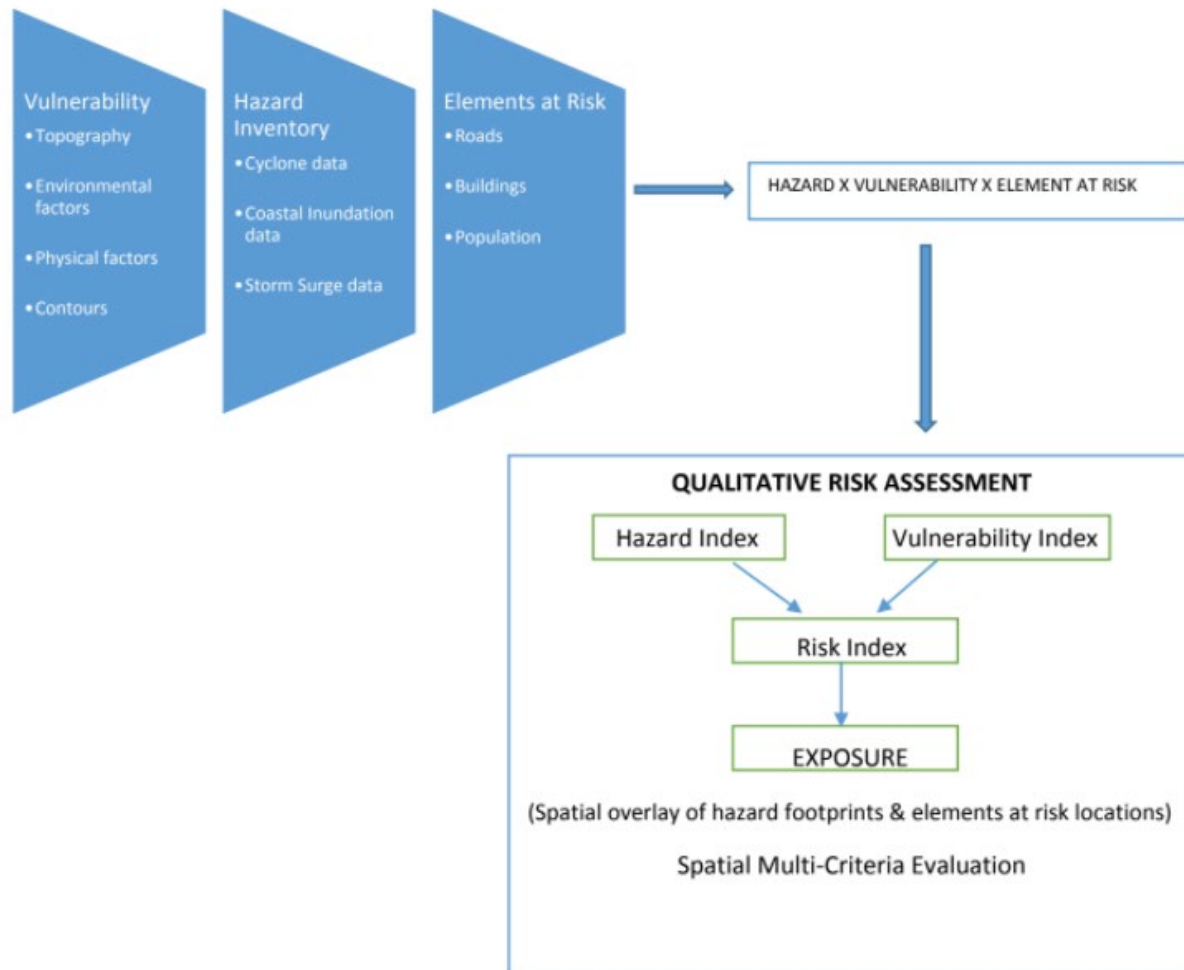 Vulnerability
•Topography
•Environmental
factors
•Physical factors
•Contours
Hazard
Inventory
•Cyclone data
•Coastal Inundation
data
•Storm Surge data
Elements at Risk
•Roads
•Buildings
•Population
HAZARD X VULNERABILITY X ELEMENT AT RISK
QUALITATIVE RISK ASSESSMENT
Hazard Index
Vulnerability Index
Risk Index
EXPOSURE
(Spatial overlay of hazard footprints & elements at risk locations)
Spatial Multi-Criteria Evaluation